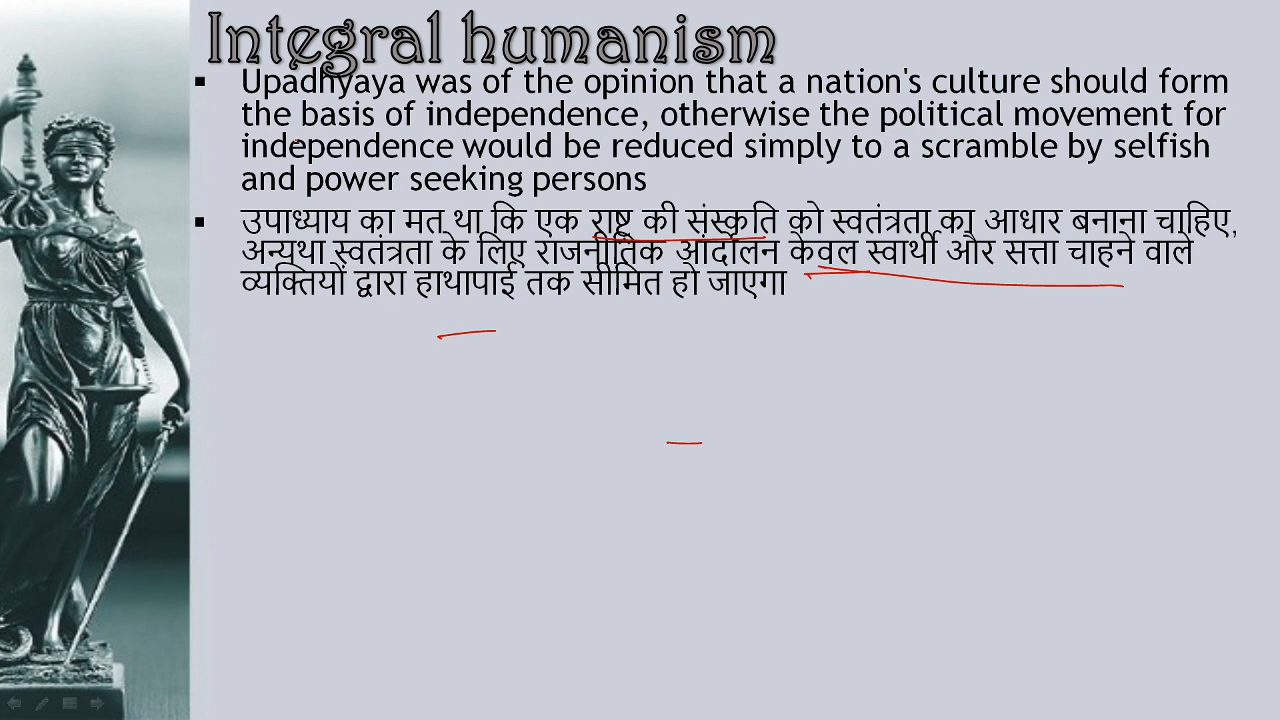 Integral humanism
▪ Upadhyaya was of the opinion that a nation's culture should form
the basis of independence, otherwise the political movement for
independence would be reduced simply to a scramble by selfish
and power seeking persons
▪ उपाध्याय का मत था कि एक राष्ट्र की संस्कृति को स्वतंत्रता का आधार बनाना चाहिए,
अन्यथा स्वतंत्रता के लिए राजनीतिक आंदोलन केवल स्वार्थी और सत्ता चाहने वाले
व्यक्तियों द्वारा हाथापाई तक सीमित हो जाएगा